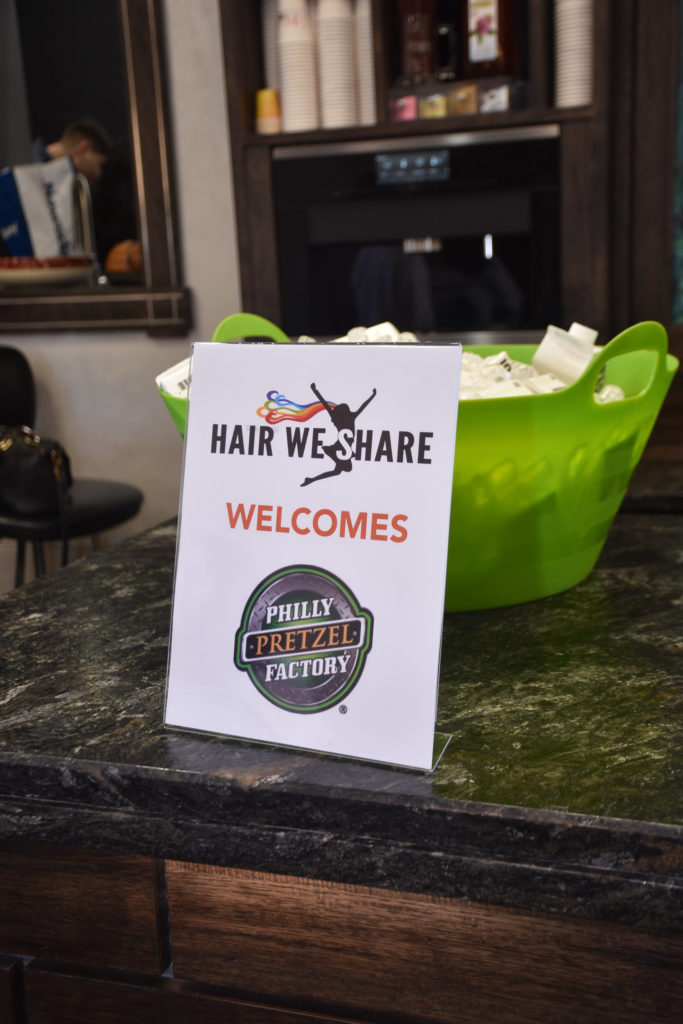 HAIR WE SHARE
WELCOMES
PHILLY
PRETZEL
FACTORY
®